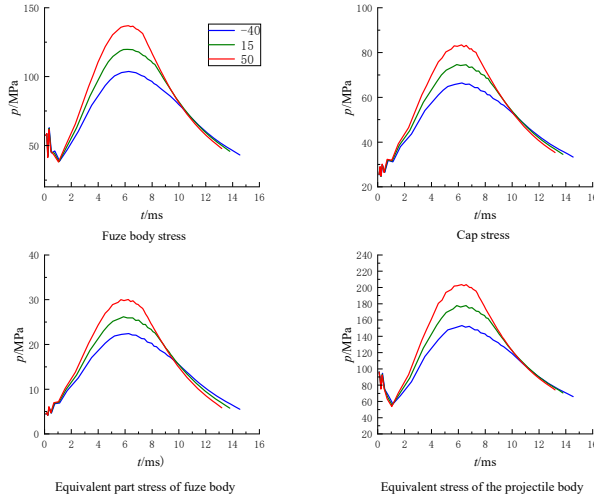 150
100
50
20
p/MPa
0 2 4 6 8 10 12 14 16
t/ms
−40
15
50
Fuze body stress
100
80
60
40
20
p/MPa
0 2 4 6 8 10 12 14 16
t/ms
Cap stress
40
30
20
10
0
p/MPa
0 2 4 6 8 10 12 14 16
t/ms)
Equivalent part stress of fuze body
240
220
200
180
160
140
120
100
80
60
40
20
p/MPa
0 2 4 6 8 10 12 14 16
t/ms
Equivalent stress of the projectile body